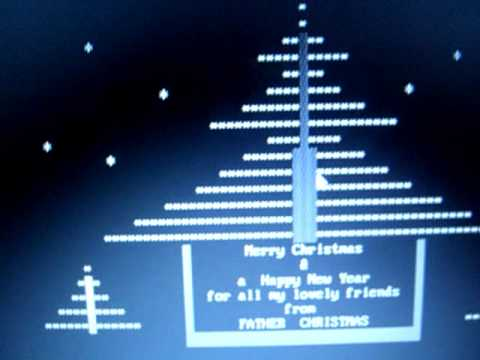 Merry Christmas
&
a Happy New Year
for all my lovely friends
from
FATHER CHRISTMAS